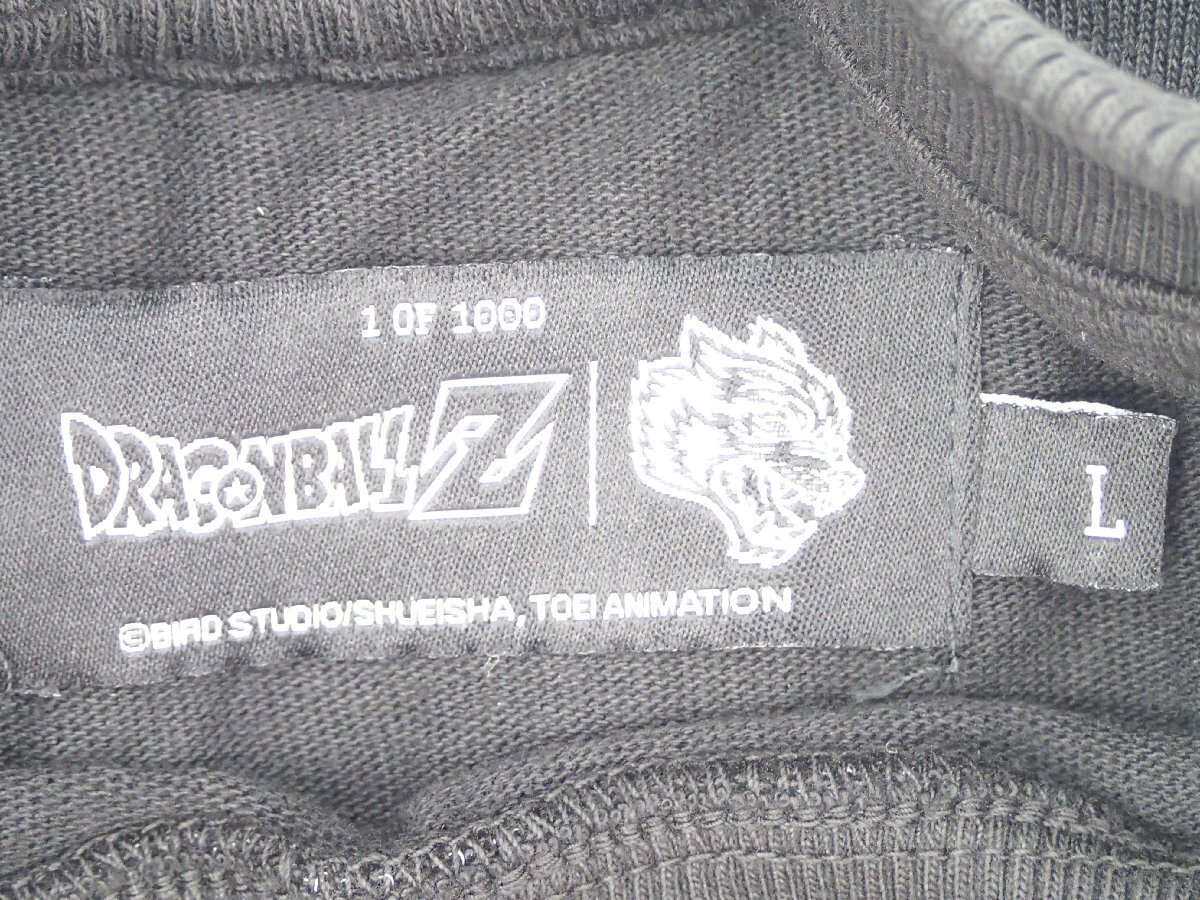 1 OF 1000
DRAGONBALL Z
©BIRD STUDIO/SHUEISHA, TOEI ANIMATION
L